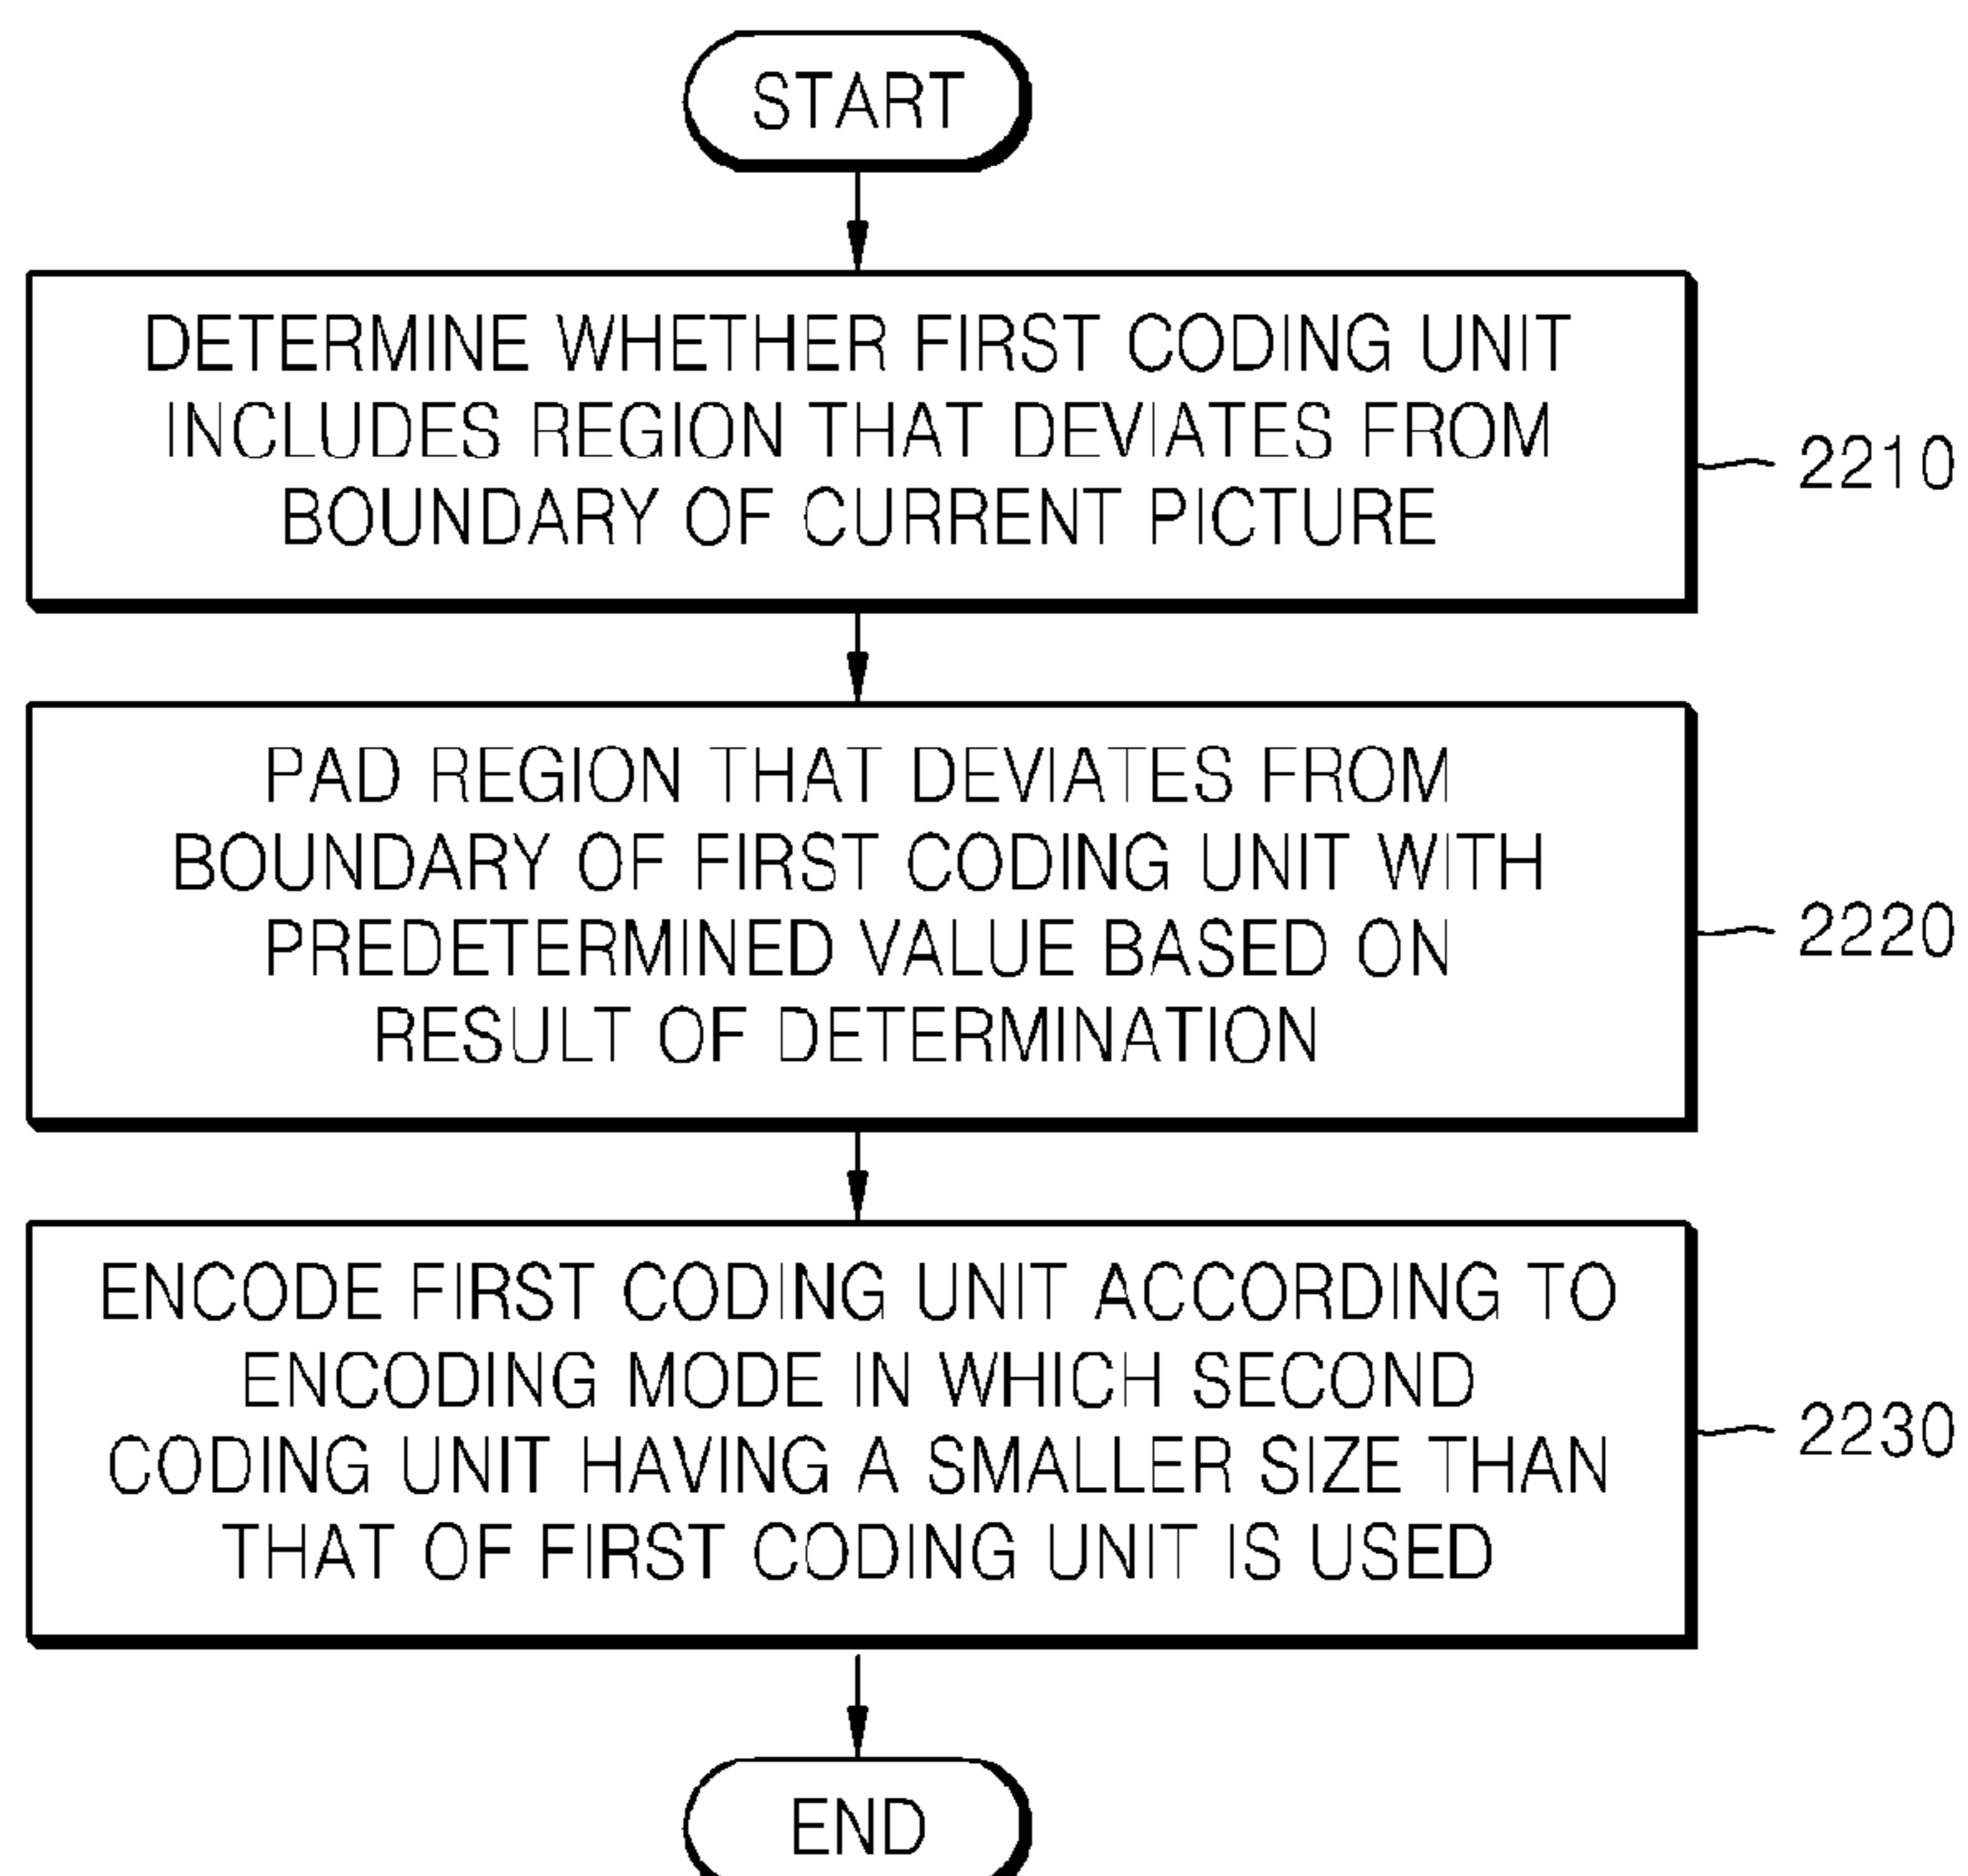 START
DETERMINE WHETHER FIRST CODING UNIT
INCLUDES REGION THAT DEVIATES FROM
BOUNDARY OF CURRENT PICTURE
2210
PAD REGION THAT DEVIATES FROM
BOUNDARY OF FIRST CODING UNIT WITH
PREDETERMINED VALUE BASED ON
RESULT OF DETERMINATION
2220
ENCODE FIRST CODING UNIT ACCORDING TO
ENCODING MODE IN WHICH SECOND
CODING UNIT HAVING A SMALLER SIZE THAN
THAT OF FIRST CODING UNIT IS USED
2230
END